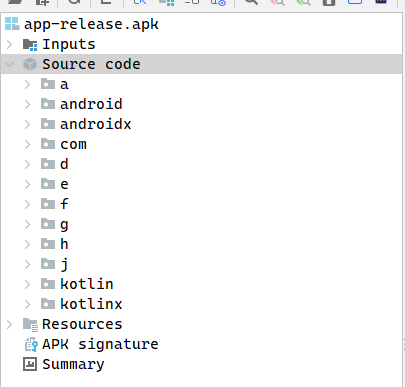 app-release.apk
Inputs
Source code
a
android
androidx
com
d
e
f
g
h
j
kotlin
kotlinx
Resources
APK signature
Summary